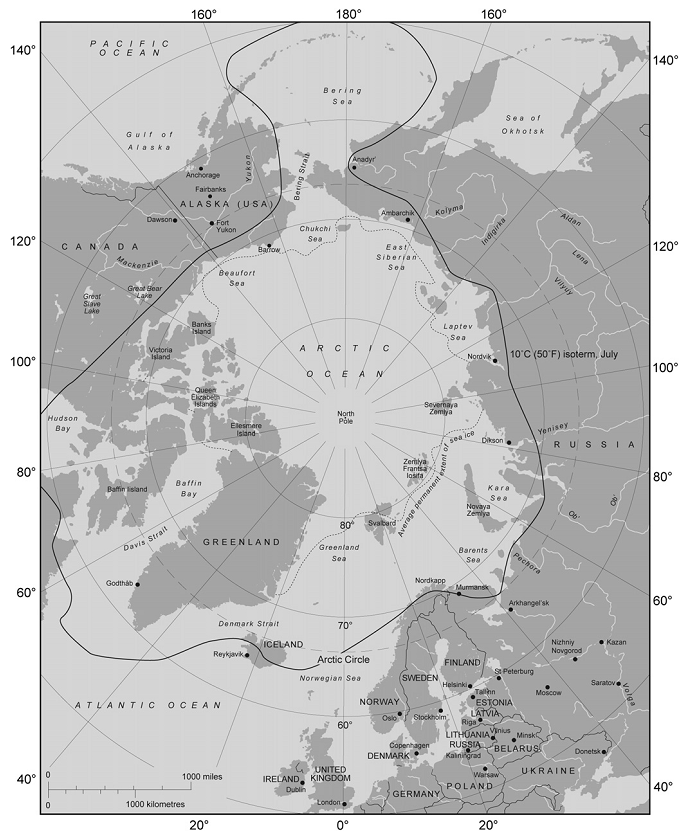 160°
180°
160°
140°
PACIFIC
OCEAN
140°
Bering
Sea
Sea of
Okhotsk
Gulf of
Alaska
Anadyr'
Anchorage
Yukon
Bering Strait
Fairbanks
ALASKA (USA)
Ambarchik
Kolyma
Indigirka
Aldan
Dawson
Fort
Yukon
Chukchi
Sea
120°
CANADA
Barrow
East
Siberian
Sea
Lena
120°
Mackenzie
Beaufort
Sea
Vilyuy
Great
Slave
Lake
Great Bear
Lake
Banks
Island
Laptev
Sea
Victoria
Island
ARCTIC
OCEAN
Nordvik
10°C (50°F) isoterm, July
100°
100°
Queen
Elizabeth
Islands
North
Pole
Severnaya
Zemlya
Hudson
Bay
Ellesmere
Island
Dikson
Yenisey
RUSSIA
80°
Zemlya
Frantsa
Iosifa
Average permanent extent of sea ice
80°
Baffin Iisland
Baffin
Bay
Kara
Sea
Novaya
Zemlya
Ob'
Ob'
80°
Svalbard
Davis Strait
GREENLAND
Greenland
Sea
Barents
Sea
Pechora
60°
Godthåb
Nordkapp
Murmansk
60°
Arkhangel'sk
Denmark Strait
70°
ICELAND
Reykjavik
Arctic Circle
Nizhniy
Novgorod
Kazan
FINLAND
St Peterburg
Norwegian Sea
SWEDEN
Helsinki
Tallinn
Moscow
Saratov
Volga
ATLANTIC OCEAN
NORWAY
ESTONIA
Oslo
Stockholm
LATVIA
Riga
60°
LITHUANIA
Vilnius
Minsk
RUSSIA
BELARUS
Copenhagen
DENMARK
Kaliningrad
Donetsk
40°
0
1000 miles
IRELAND
UNITED
KINGDOM
Warsaw
UKRAINE
40°
Dublin
POLAND
0
1000 kilometres
London
GERMANY
20°
0°
20°